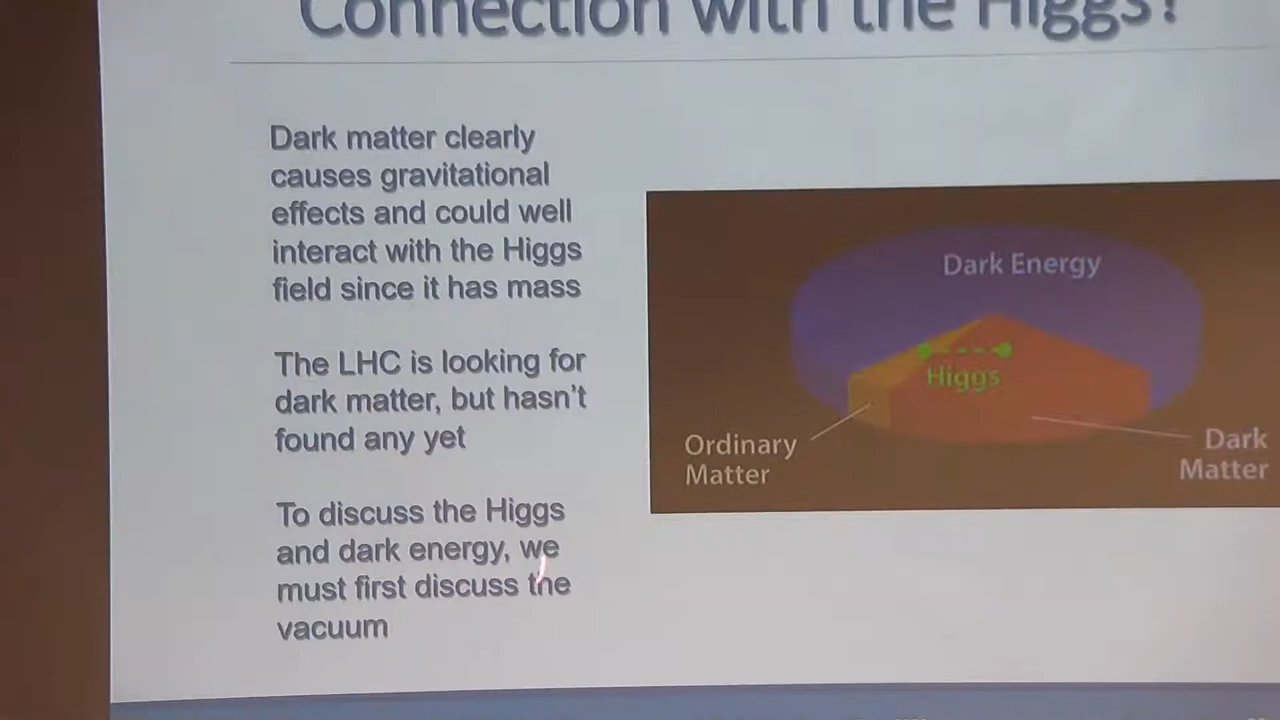 Connection with the Higgs?
Dark matter clearly
causes gravitational
effects and could well
interact with the Higgs
field since it has mass
The LHC is looking for
dark matter, but hasn't
found any yet
To discuss the Higgs
and dark energy, we
must first discuss the
vacuum
Dark Energy
Higgs
Ordinary
Matter
Dark
Matter